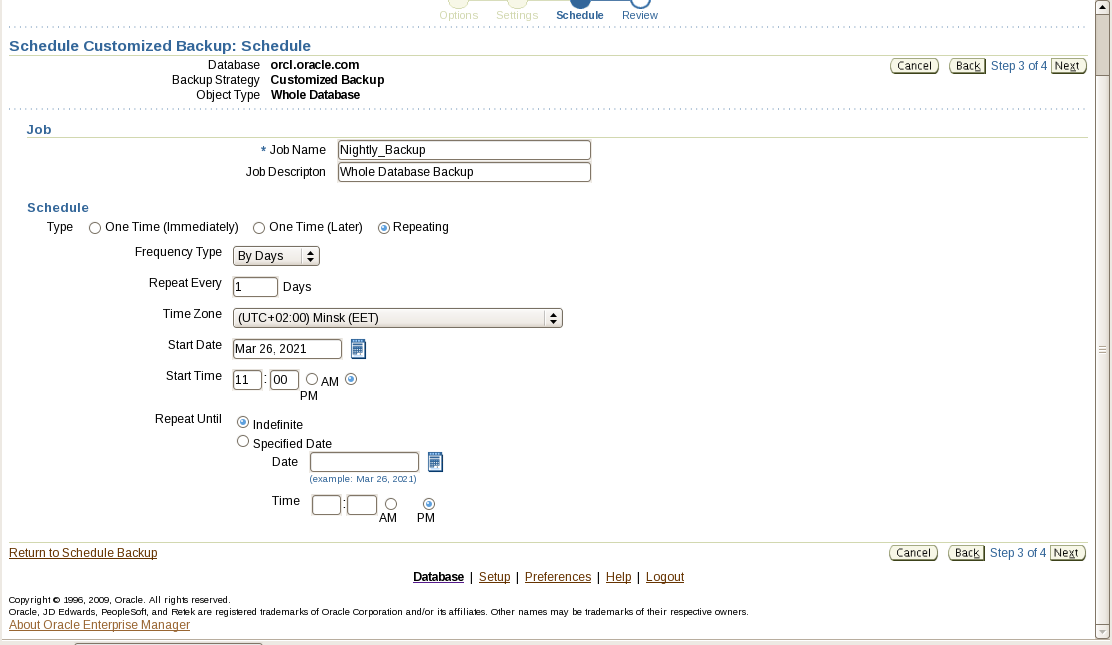 Options Settings Schedule Review
Schedule Customized Backup: Schedule
Database orcl.oracle.com
Cancel Back Step 3 of 4 Next
Backup Strategy Customized Backup
Object Type Whole Database
Job
* Job Name Nightly_Backup
Job Descripton Whole Database Backup
Schedule
Type One Time (Immediately) One Time (Later) Repeating
Frequency Type By Days
Repeat Every 1 Days
Time Zone (UTC+02:00) Minsk (EET)
Start Date Mar 26, 2021
Start Time 11 : 00 AM
PM
Repeat Until Indefinite
Specified Date
Date
(example: Mar 26, 2021)
Time : AM PM
Return to Schedule Backup
Cancel Back Step 3 of 4 Next
Database | Setup | Preferences | Help | Logout
Copyright © 1996, 2009, Oracle. All rights reserved.
Oracle, JD Edwards, PeopleSoft, and Retek are registered trademarks of Oracle Corporation and/or its affiliates. Other names may be trademarks of their respective owners.
About Oracle Enterprise Manager